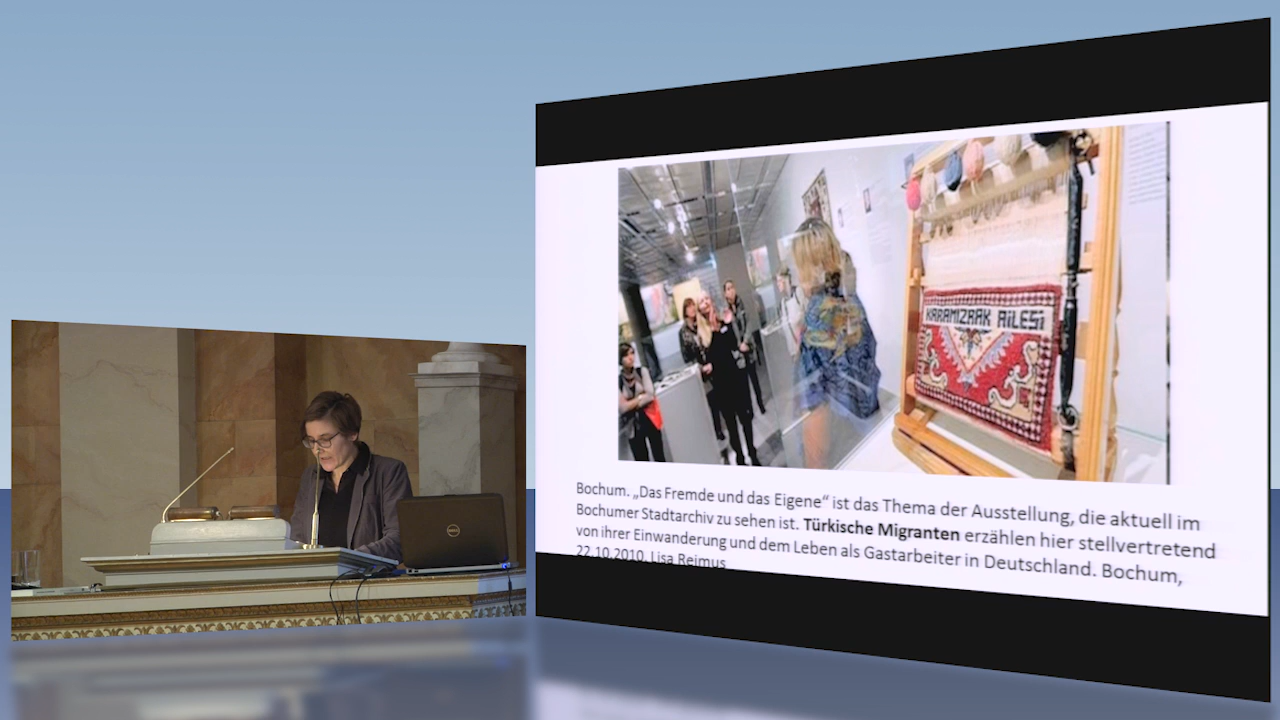 KARAMIZRAK AILESİ
Bochum. „Das Fremde und das Eigene“ ist das Thema der Ausstellung, die aktuell im
Bochumer Stadtarchiv zu sehen ist. Türkische Migranten erzählen hier stellvertretend
von ihrer Einwanderung und dem Leben als Gastarbeiter in Deutschland. Bochum,
22.10.2010, Lisa Reimus
DELL